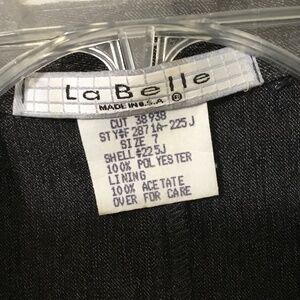 La Belle
MADE IN U.S.A. ®
CUT 38938
STY#F2871A-225J
SIZE 7
SHELL#225J
100% POLYESTER
LINING
100% ACETATE
OVER FOR CARE